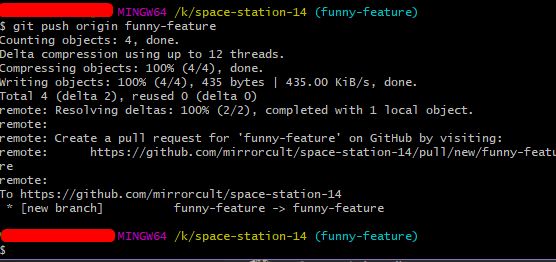 MINGW64 /k/space-station-14 (funny-feature)
$ git push origin funny-feature
Counting objects: 4, done.
Delta compression using up to 12 threads.
Compressing objects: 100% (4/4), done.
Writing objects: 100% (4/4), 435 bytes | 435.00 KiB/s, done.
Total 4 (delta 2), reused 0 (delta 0)
remote: Resolving deltas: 100% (2/2), completed with 1 local object.
remote:
remote: Create a pull request for 'funny-feature' on GitHub by visiting:
remote:      https://github.com/mirrorcult/space-station-14/pull/new/funny-featu
re
remote:
To https://github.com/mirrorcult/space-station-14
 * [new branch]          funny-feature -> funny-feature
MINGW64 /k/space-station-14 (funny-feature)
$